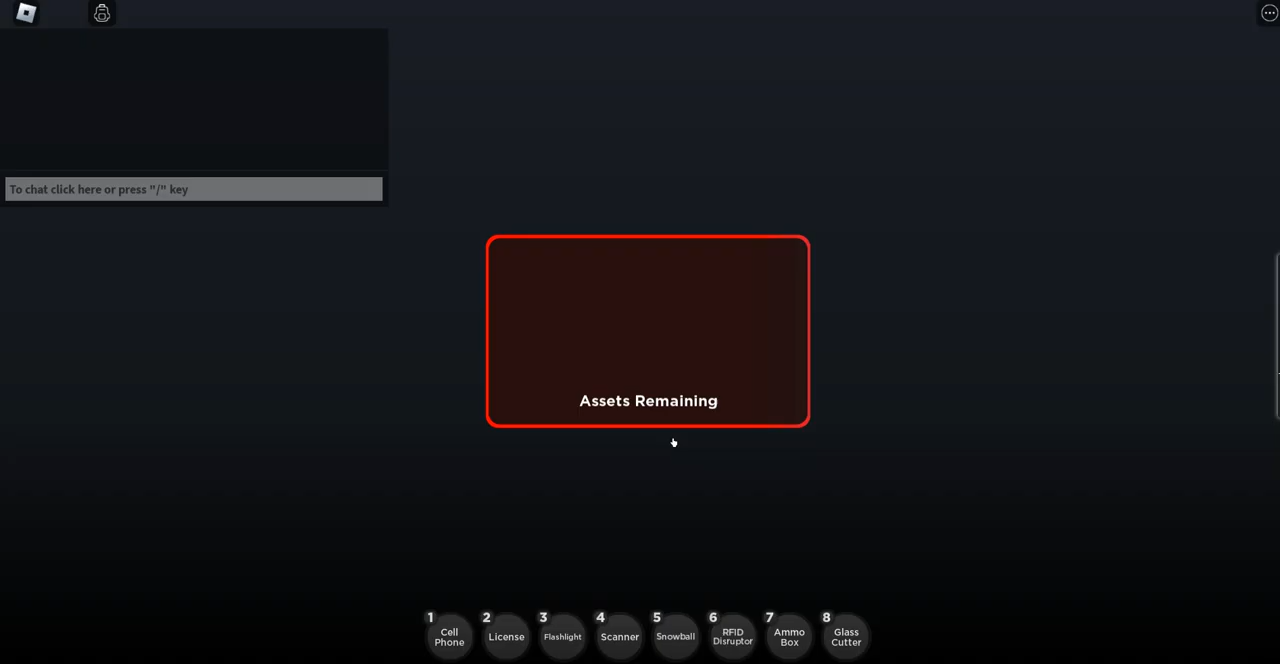 To chat click here or press "/" key
Assets Remaining
1
Cell
Phone
2
License
3
Flashlight
4
Scanner
5
Snowball
6
RFID
Disruptor
7
Ammo
Box
8
Glass
Cutter